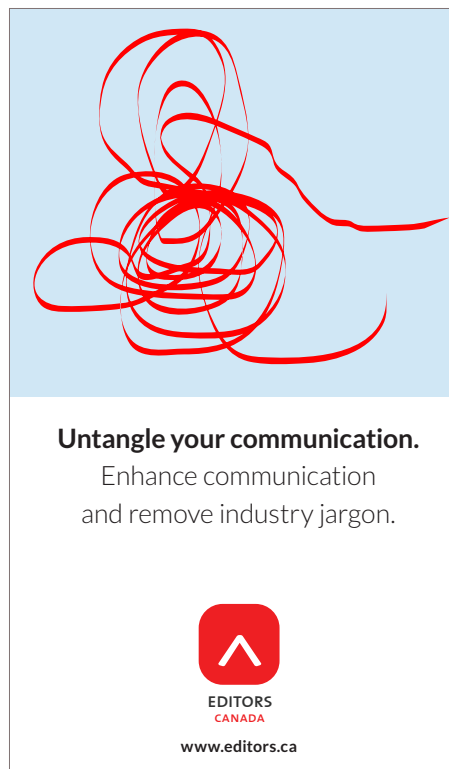 Untangle your communication.
Enhance communication
and remove industry jargon.
EDITORS
CANADA
www.editors.ca